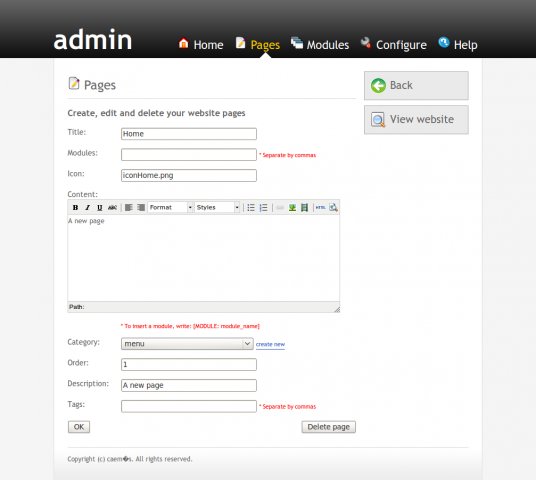 admin
Home Pages Modules Configure Help
Pages
Back
View website
Create, edit and delete your website pages
Title: Home
Modules: * Separate by commas
Icon: iconHome.png
Content:
B I U ABC Format Styles HTML
A new page
Path:
* To insert a module, write: [MODULE: module_name]
Category: menu create new
Order: 1
Description: A new page
Tags: * Separate by commas
OK Delete page
Copyright (c) caem�s. All rights reserved.